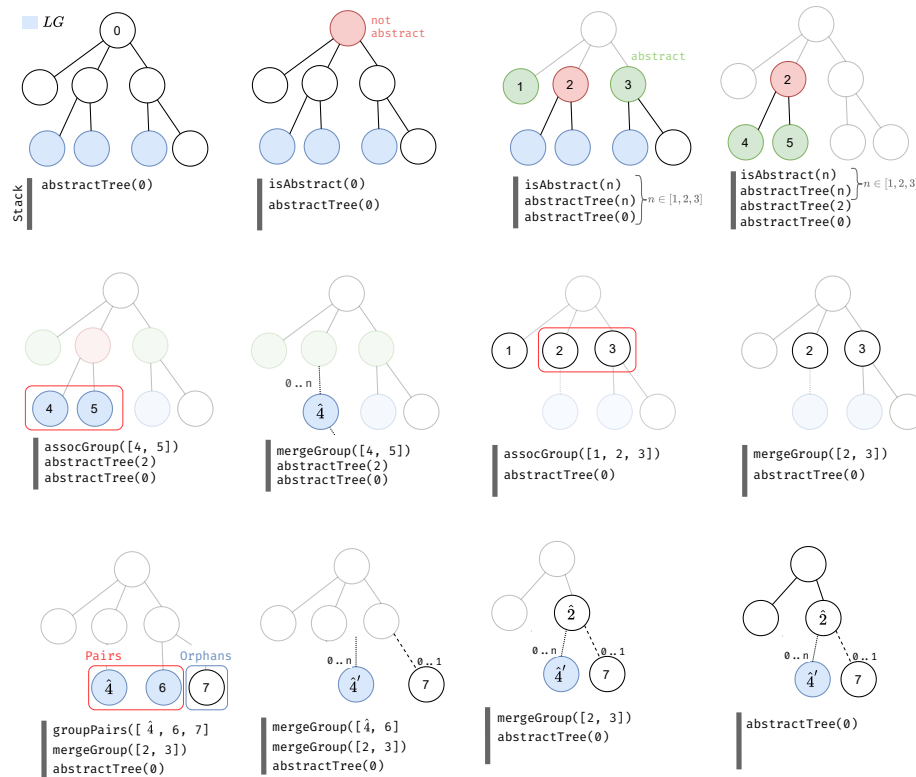 LG
0
Stack
abstractTree(0)
not
abstract
isAbstract(0)
abstractTree(0)
abstract
1
2
3
isAbstract(n)
abstractTree(n)
abstractTree(0)
n ∈ [1, 2, 3]
2
4
5
isAbstract(n)
abstractTree(n)
abstractTree(2)
abstractTree(0)
n ∈ [1, 2, 3]
4
5
assocGroup([4, 5])
abstractTree(2)
abstractTree(0)
0..n
4̂
mergeGroup([4, 5])
abstractTree(2)
abstractTree(0)
1
2
3
assocGroup([1, 2, 3])
abstractTree(0)
2
3
mergeGroup([2, 3])
abstractTree(0)
Pairs
Orphans
4̂
6
7
groupPairs([ 4̂ , 6, 7]
mergeGroup([2, 3])
abstractTree(0)
0..n
0..1
4̂′
7
mergeGroup([4̂, 6]
mergeGroup([2, 3])
abstractTree(0)
2̂
0..n
0..1
4̂′
7
mergeGroup([2, 3])
abstractTree(0)
2̂
0..n
0..1
4̂′
7
abstractTree(0)